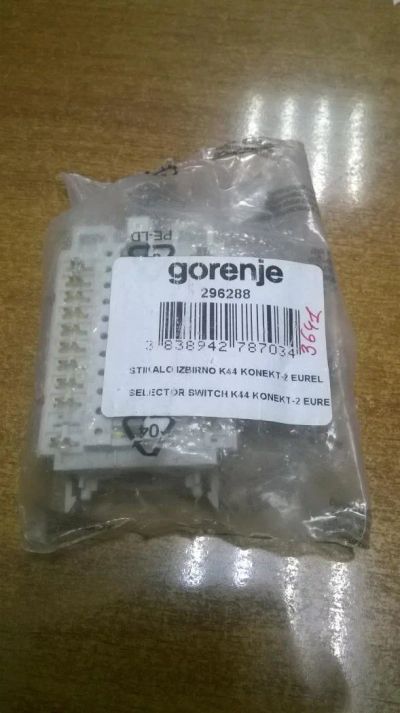 PE-LD
gorenje
296288
3 838942 787034
3641
STIKALO IZBIRNO K44 KONEKT-2 EUREL
SELECTOR SWITCH K44 KONEKT-2 EURE
04